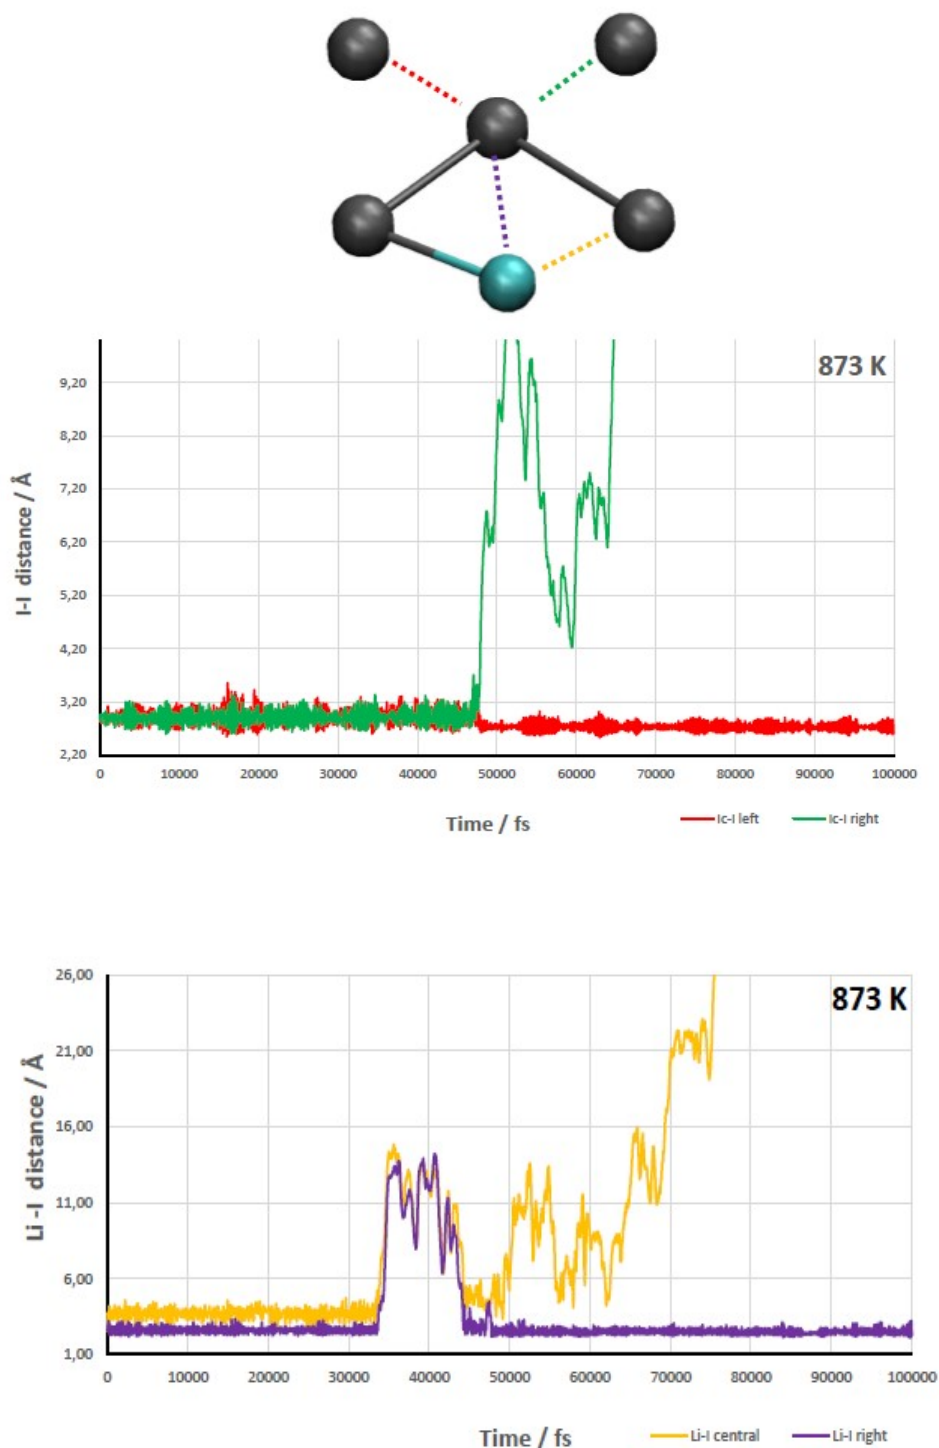 873 K
9,20
8,20
7,20
6,20
5,20
4,20
3,20
2,20
I-I distance / Å
0 10000 20000 30000 40000 50000 60000 70000 80000 90000 100000
Time / fs
Ic-I left Ic-I right
873 K
26,00
21,00
16,00
11,00
6,00
1,00
Li -I distance / Å
0 10000 20000 30000 40000 50000 60000 70000 80000 90000 100000
Time / fs
Li-I central Li-I right